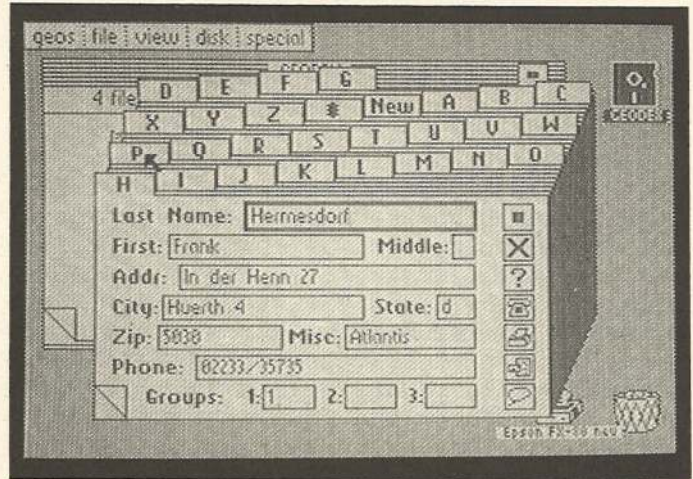 geos file view disk special
GEODEX
4 file
D E F G
X Y Z # New A B C
P Q R S T U V W
H I J K L M N O
Last Name: Hermesdorf
First: Frank Middle:
Addr: In der Henn 27
City: Huerth 4 State: d
Zip: 5030 Misc: Atlantis
Phone: 02233/35735
Groups: 1: 1 2: 3:
?
Epson FX-80 neu